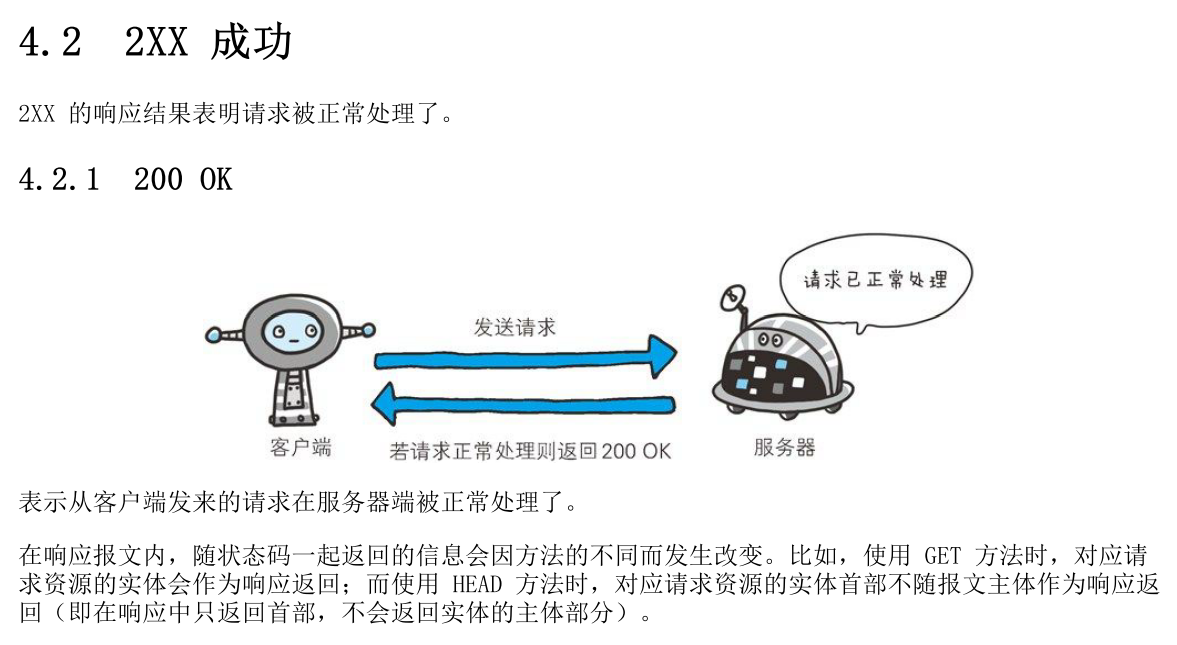 4.2 2XX 成功
2XX 的响应结果表明请求被正常处理了。
4.2.1 200 OK
请求已正常处理
发送请求
客户端
若请求正常处理则返回200 OK
服务器
表示从客户端发来的请求在服务器端被正常处理了。
在响应报文内，随状态码一起返回的信息会因方法的不同而发生改变。比如，使用 GET 方法时，对应请
求资源的实体会作为响应返回；而使用 HEAD 方法时，对应请求资源的实体首部不随报文主体作为响应返
回（即在响应中只返回首部，不会返回实体的主体部分）。